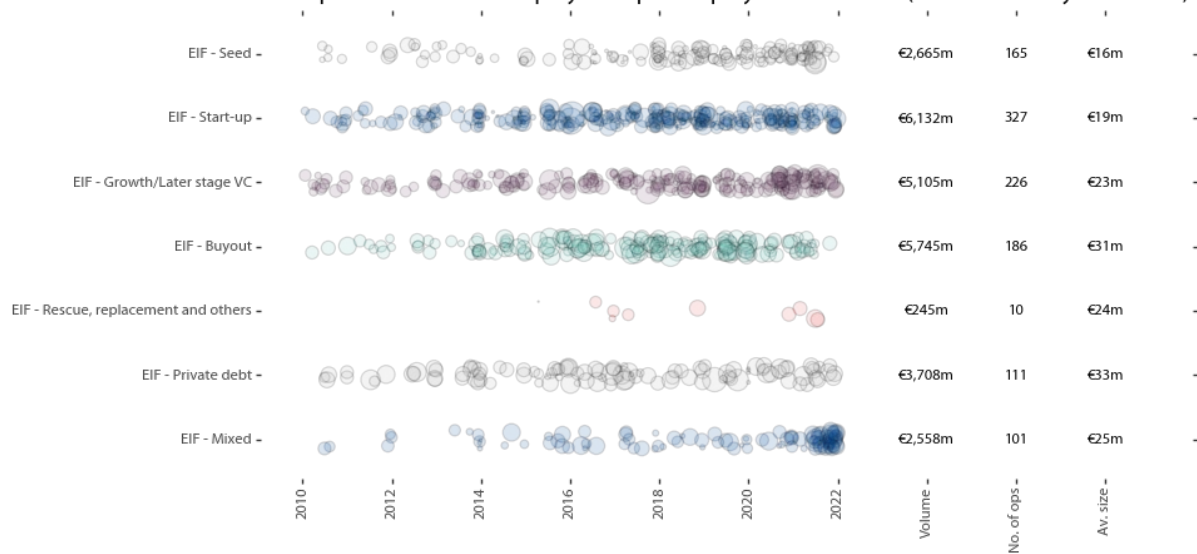 EIF - Seed - €2,665m 165 €16m
EIF - Start-up - €6,132m 327 €19m
EIF - Growth/Later stage VC - €5,105m 226 €23m
EIF - Buyout - €5,745m 186 €31m
EIF - Rescue, replacement and others - €245m 10 €24m
EIF - Private debt - €3,708m 111 €33m
EIF - Mixed - €2,558m 101 €25m
2010 2012 2014 2016 2018 2020 2022 Volume No. of ops Av. size